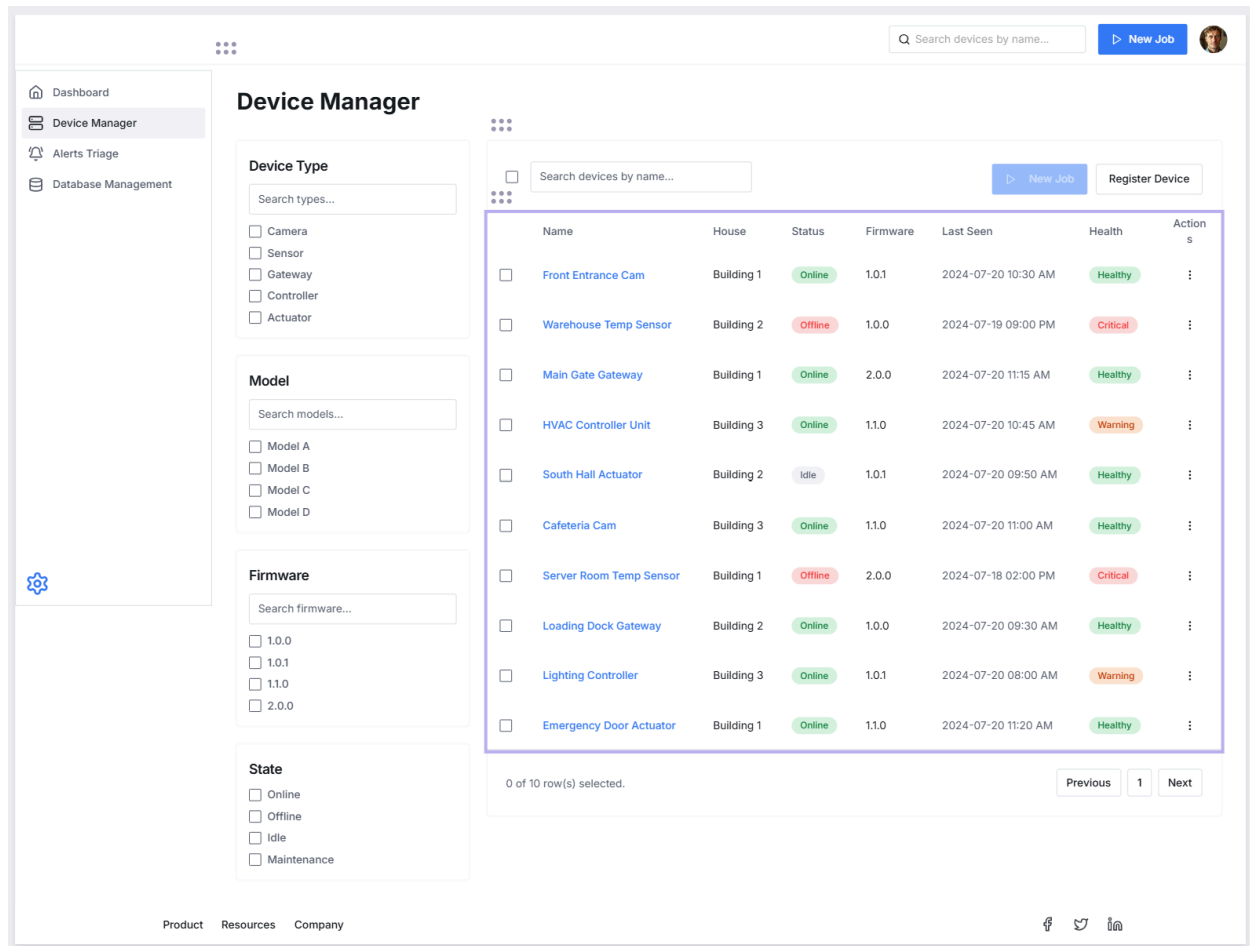 Search devices by name...
New Job
Dashboard
Device Manager
Alerts Triage
Database Management
Device Manager
Device Type
Search types...
Camera
Sensor
Gateway
Controller
Actuator
Model
Search models...
Model A
Model B
Model C
Model D
Firmware
Search firmware...
1.0.0
1.0.1
1.1.0
2.0.0
State
Online
Offline
Idle
Maintenance
Search devices by name...
New Job
Register Device
Name House Status Firmware Last Seen Health Action
s
Front Entrance Cam Building 1 Online 1.0.1 2024-07-20 10:30 AM Healthy
Warehouse Temp Sensor Building 2 Offline 1.0.0 2024-07-19 09:00 PM Critical
Main Gate Gateway Building 1 Online 2.0.0 2024-07-20 11:15 AM Healthy
HVAC Controller Unit Building 3 Online 1.1.0 2024-07-20 10:45 AM Warning
South Hall Actuator Building 2 Idle 1.0.1 2024-07-20 09:50 AM Healthy
Cafeteria Cam Building 3 Online 1.1.0 2024-07-20 11:00 AM Healthy
Server Room Temp Sensor Building 1 Offline 2.0.0 2024-07-18 02:00 PM Critical
Loading Dock Gateway Building 2 Online 1.0.0 2024-07-20 09:30 AM Healthy
Lighting Controller Building 3 Online 1.0.1 2024-07-20 08:00 AM Warning
Emergency Door Actuator Building 1 Online 1.1.0 2024-07-20 11:20 AM Healthy
0 of 10 row(s) selected.
Previous 1 Next
Product Resources Company